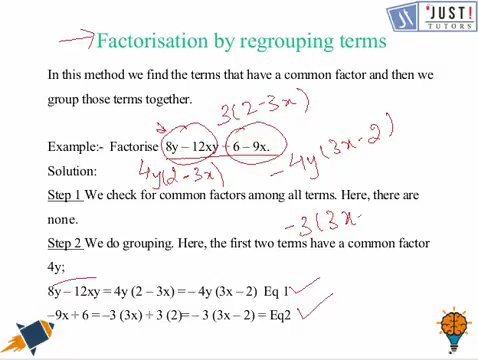 JUST!
TUTORS
Factorisation by regrouping terms
In this method we find the terms that have a common factor and then we
group those terms together.
3(2-3x)
Example:- Factorise 8y – 12xy + 6 – 9x.
-4y(3x-2)
Solution:
4y(2-3x)
Step 1 We check for common factors among all terms. Here, there are
none.
-3(3x-
Step 2 We do grouping. Here, the first two terms have a common factor
4y;
8y – 12xy = 4y (2 – 3x) = – 4y (3x – 2) Eq 1
–9x + 6 = –3 (3x) + 3 (2)= – 3 (3x – 2) = Eq2